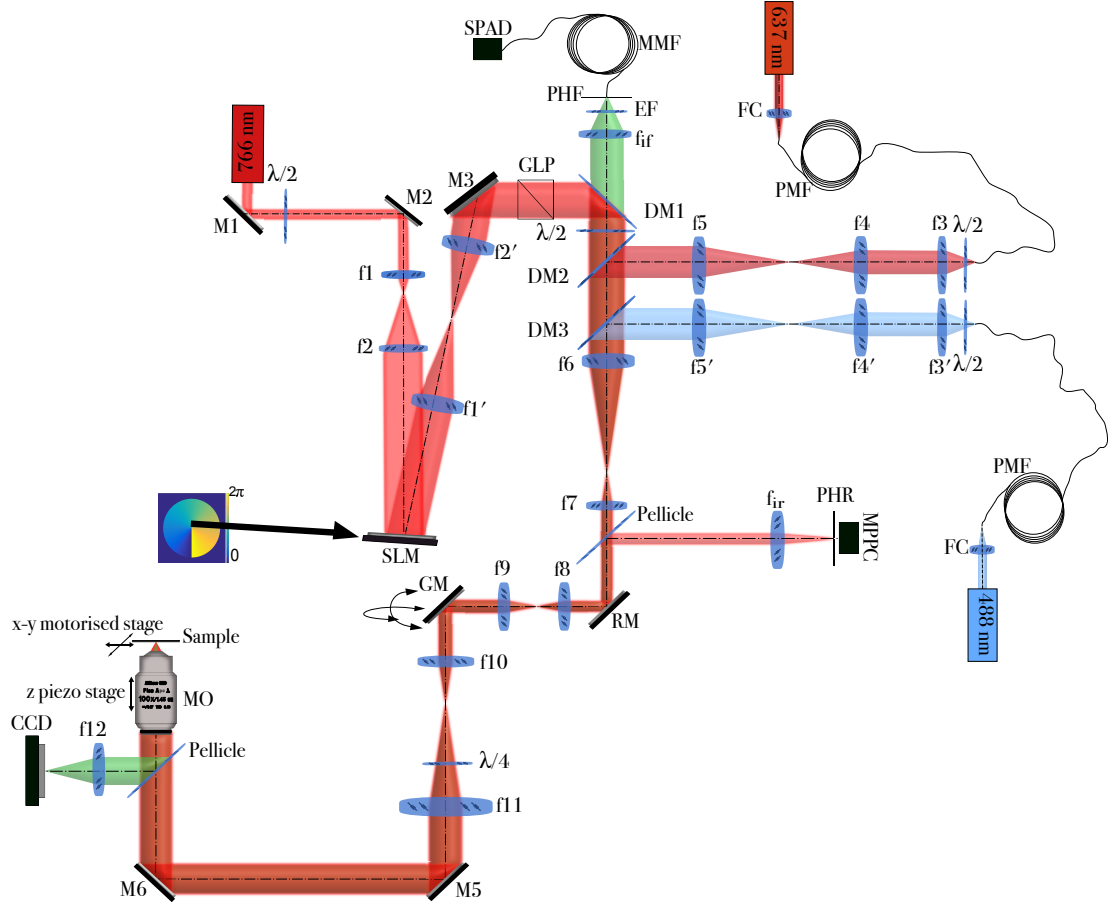 SPAD
MMF
637 nm
PHF
EF
FC
f_if
766 nm
PMF
λ/2
M3
GLP
M1
M2
DM1
f5
f4
f3
λ/2
λ/2
f2′
f1
DM2
DM3
f2
f6
f5′
f4′
f3′
λ/2
f1′
PMF
2π
f7
f_ir
PHR
Pellicle
MPPC
0
SLM
FC
f9
f8
GM
RM
488 nm
x-y motorised stage
Sample
f10
z piezo stage
MO
100X/1.45
CCD
f12
Pellicle
λ/4
f11
M6
M5